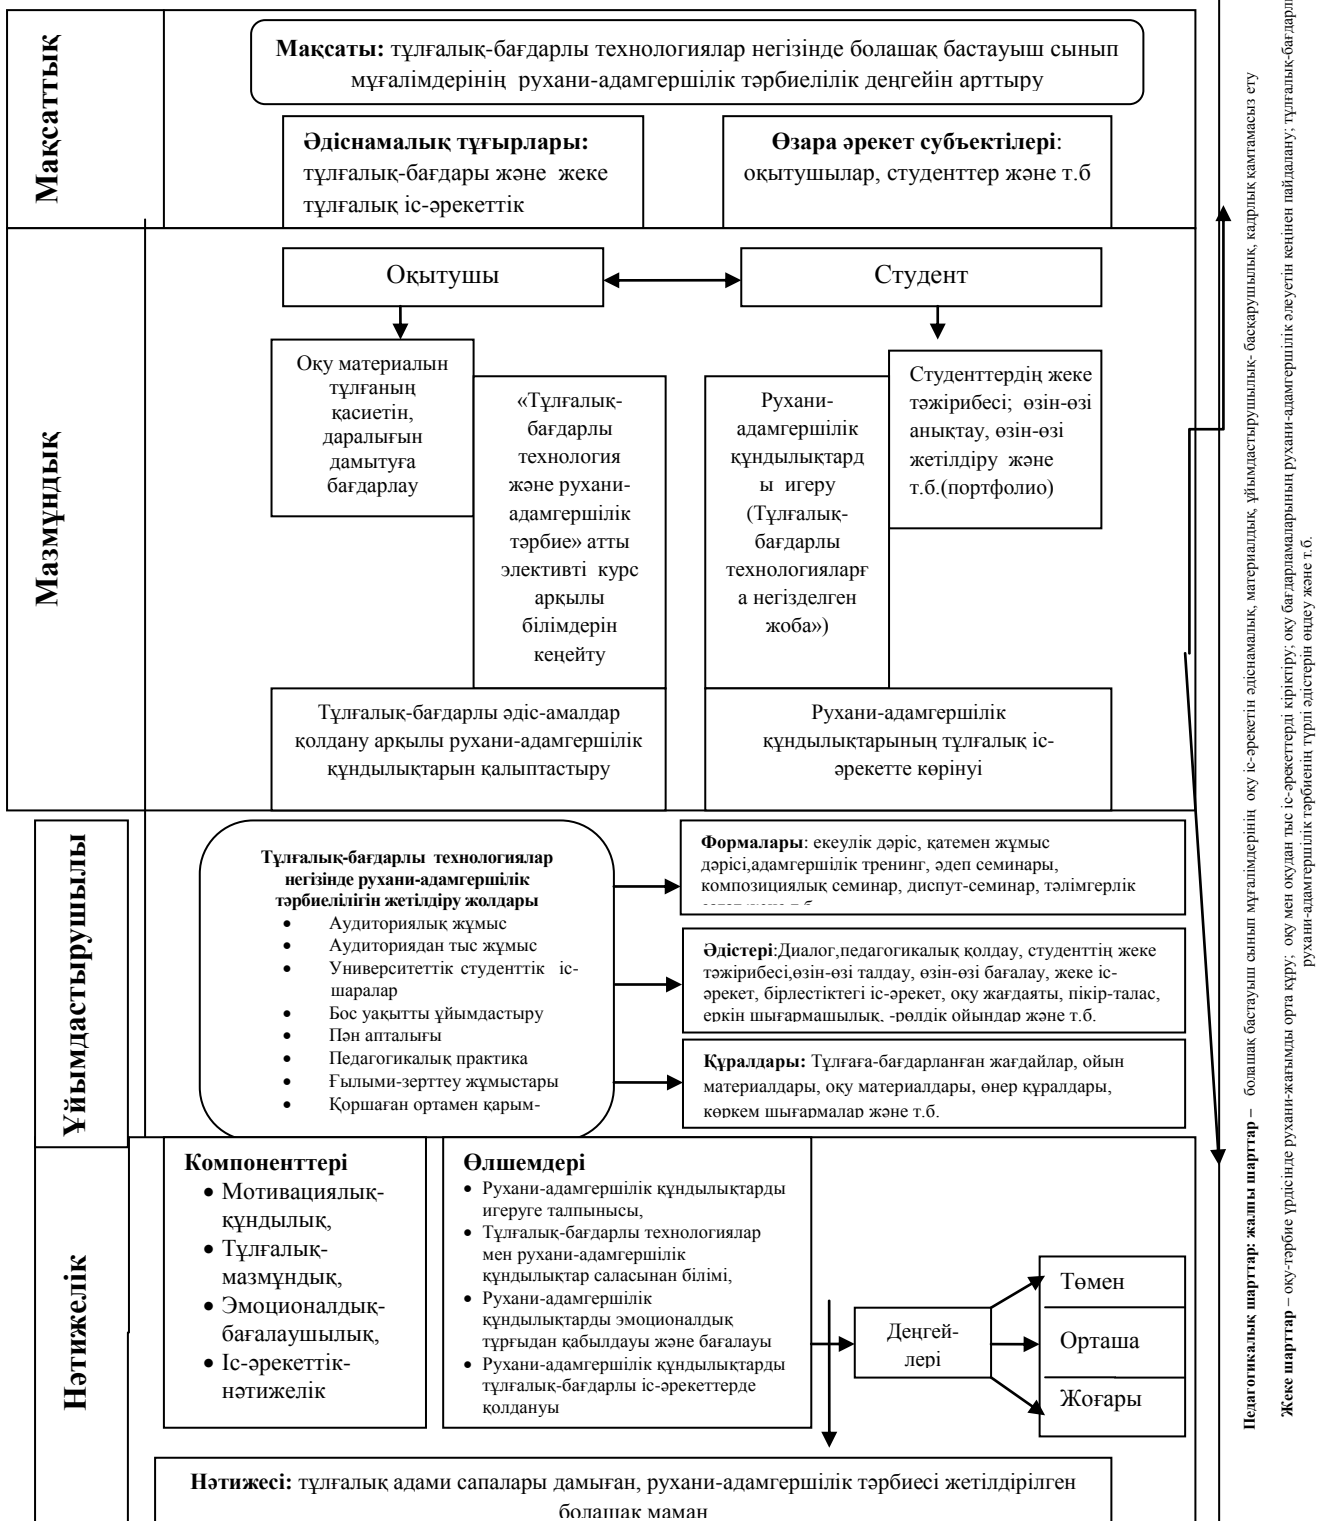 Мақсаттық
Мақсаты: тұлғалық-бағдарлы технологиялар негізінде болашақ бастауыш сынып
мұғалімдерінің рухани-адамгершілік тәрбиелілік деңгейін арттыру
Әдіснамалық тұғырлары:
тұлғалық-бағдары және жеке
тұлғалық іс-әрекеттік
Өзара әрекет субъектілері:
оқытушылар, студенттер және т.б
Мазмұндық
Оқытушы
Студент
Оқу материалын
тұлғаның
қасиетін,
даралығын
дамытуға
бағдарлау
«Тұлғалық-
бағдарлы
технология
және рухани-
адамгершілік
тәрбие» атты
элективті курс
арқылы
білімдерін
кеңейту
Рухани-
адамгершілік
құндылықтард
ы игеру
(Тұлғалық-
бағдарлы
технологияларғ
а негізделген
жоба»)
Студенттердің жеке
тәжірибесі; өзін-өзі
анықтау, өзін-өзі
жетілдіру және
т.б.(портфолио)
Тұлғалық-бағдарлы әдіс-амалдар
қолдану арқылы рухани-адамгершілік
құндылықтарын қалыптастыру
Рухани-адамгершілік
құндылықтарының тұлғалық іс-
әрекетте көрінуі
Ұйымдастырушылы
Тұлғалық-бағдарлы технологиялар
негізінде рухани-адамгершілік
тәрбиелілігін жетілдіру жолдары
• Аудиториялық жұмыс
• Аудиториядан тыс жұмыс
• Университеттік студенттік іс-
шаралар
• Бос уақытты ұйымдастыру
• Пән апталығы
• Педагогикалық практика
• Ғылыми-зерттеу жұмыстары
• Қоршаған ортамен қарым-
Формалары: екеулік дәріс, қатемен жұмыс
дәрісі,адамгершілік тренинг, әдеп семинары,
композициялық семинар, диспут-семинар, тәлімгерлік
Әдістері:Диалог,педагогикалық қолдау, студенттің жеке
тәжірибесі,өзін-өзі талдау, өзін-өзі бағалау, жеке іс-
әрекет, бірлестіктегі іс-әрекет, оқу жағдаяты, пікір-талас,
еркін шығармашылық, -рөлдік ойындар және т.б.
Құралдары: Тұлғаға-бағдарланған жағдайлар, ойын
материалдары, оқу материалдары, өнер құралдары,
көркем шығармалар және т.б.
Нәтижелік
Компоненттері
• Мотивациялық-
құндылық,
• Тұлғалық-
мазмұндық,
• Эмоционалдық-
бағалаушылық,
• Іс-әрекеттік-
нәтижелік
Өлшемдері
• Рухани-адамгершілік құндылықтарды
игеруге талпынысы,
• Тұлғалық-бағдарлы технологиялар
мен рухани-адамгершілік
құндылықтар саласынан білімі,
• Рухани-адамгершілік
құндылықтарды эмоционалдық
тұрғыдан қабылдауы және бағалауы
• Рухани-адамгершілік құндылықтарды
тұлғалық-бағдарлы іс-әрекеттерде
қолдануы
Деңгей-
лері
Төмен
Орташа
Жоғары
Нәтижесі: тұлғалық адами сапалары дамыған, рухани-адамгершілік тәрбиесі жетілдірілген
болашақ маман
Педагогикалық шарттар: жалпы шарттар – болашақ бастауыш сынып мұғалімдерінің оқу іс-әрекетін әдіснамалық, материалдық, ұйымдастырушылық- басқарушылық, кадрлық қамтамасыз ету
Жеке шарттар – оқу-тәрбие үрдісінде рухани-жағымды орта құру; оқу мен оқудан тыс іс-әрекеттерді кіріктіру; оқу бағдарламаларының рухани-адамгершілік әлеуетін кеңінен пайдалану; тұлғалық-бағдарлы
рухани-адамгершілік тәрбиенің түрлі әдістерін өңдеу және т.б.